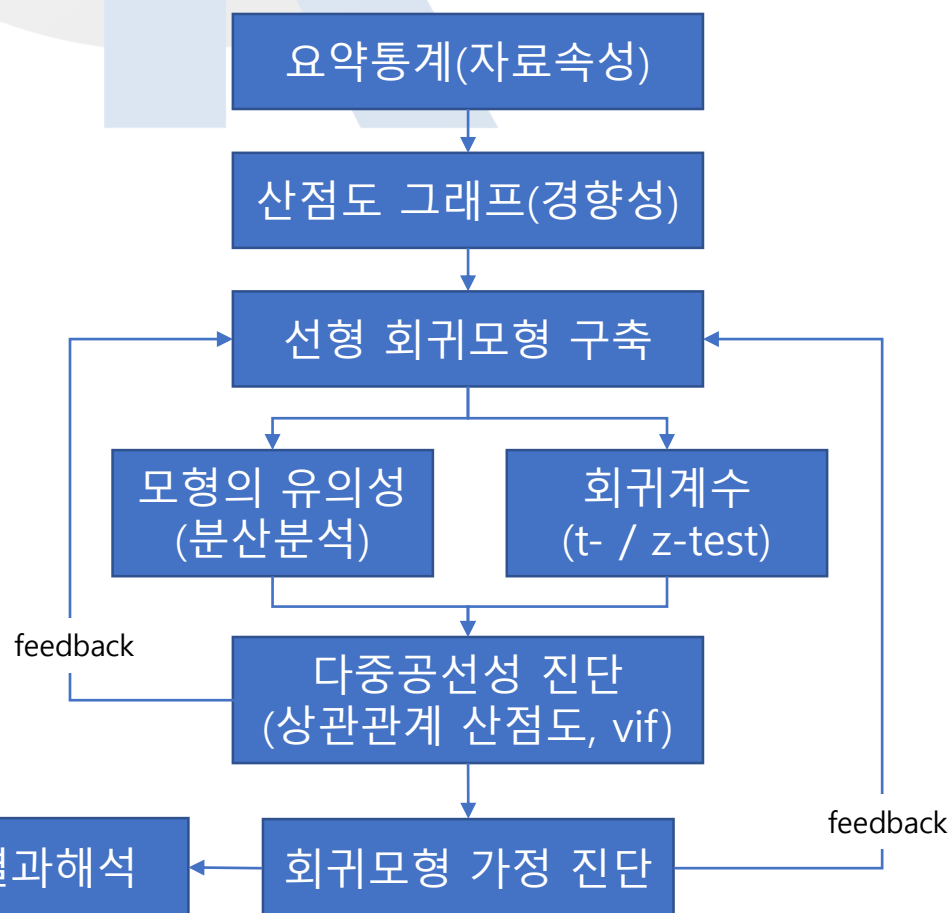 요약통계(자료속성)
산점도 그래프(경향성)
선형 회귀모형 구축
모형의 유의성
(분산분석)
회귀계수
(t- / z-test)
feedback
다중공선성 진단
(상관관계 산점도, vif)
feedback
결과해석
회귀모형 가정 진단